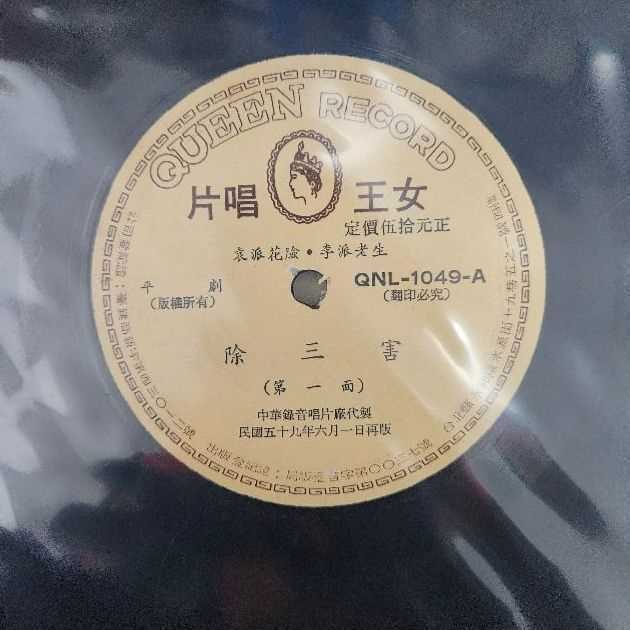 QUEEN RECORD
片唱 王女
定價伍拾元正
袁派花臉・李派老生
平劇
(版權所有)
QNL-1049-A
(翻印必究)
除三害
(第一面)
中華錄音唱片廠代製
民國五十九年六月一日再版